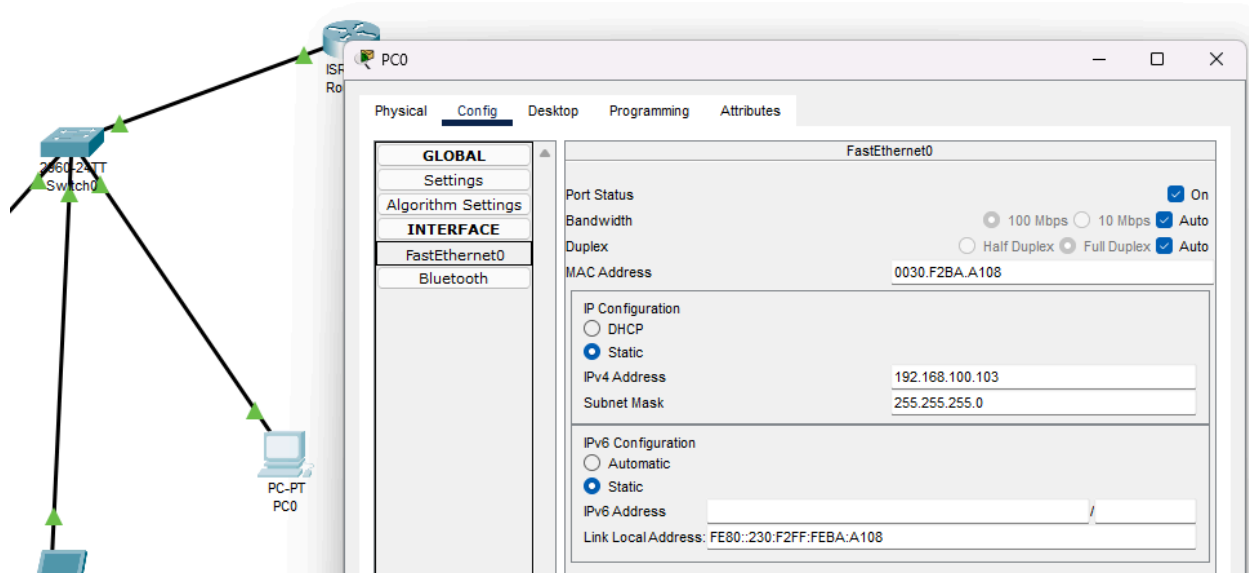 ISR
Ro
2960-24TT
Switch0
PC-PT
PC0
PC0
Physical Config Desktop Programming Attributes
GLOBAL
Settings
Algorithm Settings
INTERFACE
FastEthernet0
Bluetooth
FastEthernet0
Port Status On
Bandwidth 100 Mbps 10 Mbps Auto
Duplex Half Duplex Full Duplex Auto
MAC Address 0030.F2BA.A108
IP Configuration
DHCP
Static
IPv4 Address 192.168.100.103
Subnet Mask 255.255.255.0
IPv6 Configuration
Automatic
Static
IPv6 Address /
Link Local Address: FE80::230:F2FF:FEBA:A108